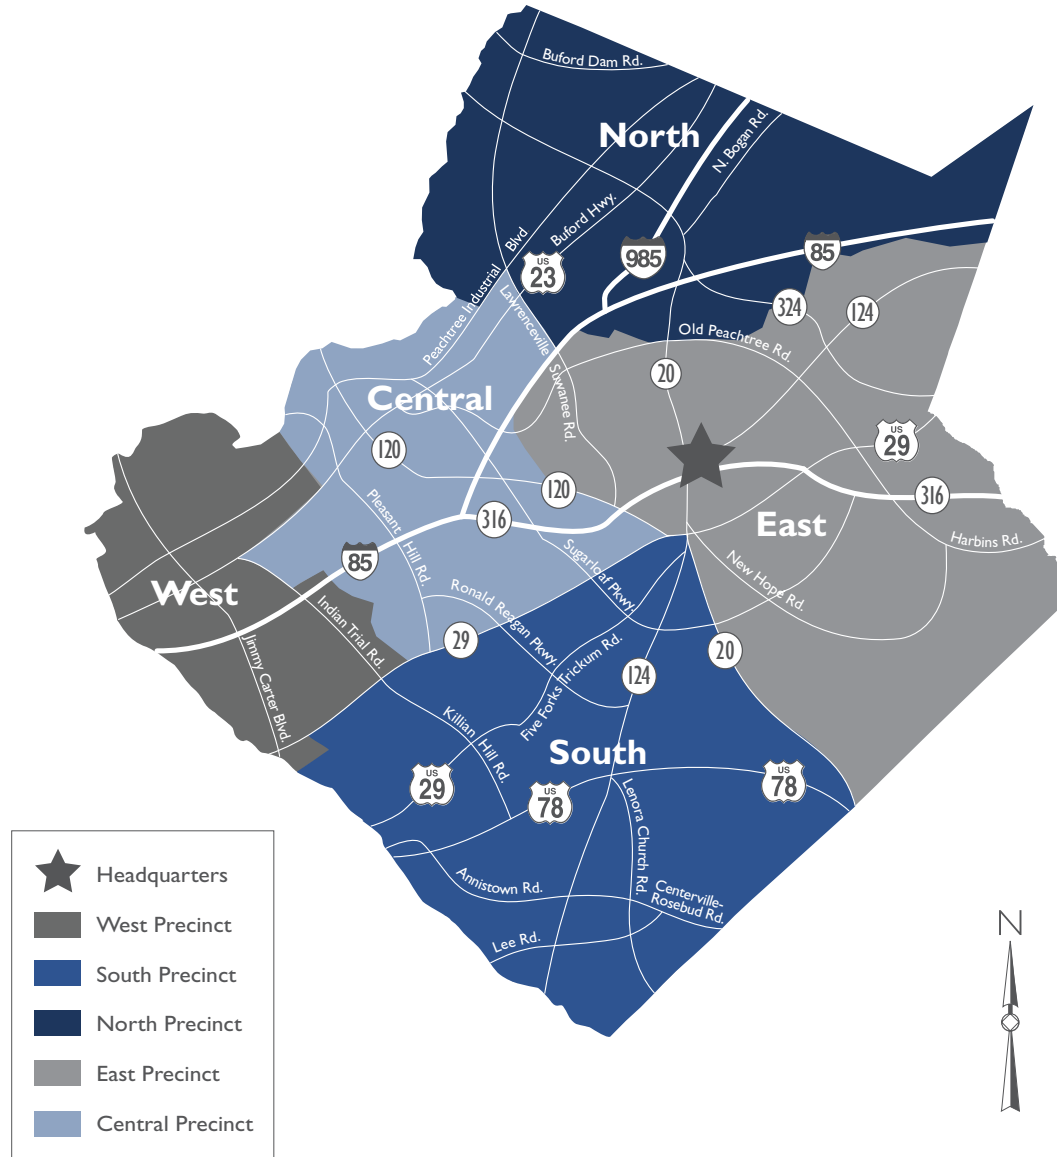 Buford Dam Rd.
North
N. Bogan Rd.
Buford Hwy.
Peachtree Industrial Blvd
US
23
985
85
Lawrenceville Suwanee Rd.
324
124
Old Peachtree Rd.
20
Central
US
29
120
120
316
316
East
Pleasant Hill Rd.
Harbins Rd.
85
Sugarloaf Pkwy.
New Hope Rd.
West
Indian Trial Rd.
Ronald Reagan Pkwy.
29
20
Jimmy Carter Blvd.
Five Forks Trickum Rd.
124
Killian Hill Rd.
South
US
29
US
78
US
78
Lenora Church Rd.
Annistown Rd.
Centerville-
Rosebud Rd.
Lee Rd.
Headquarters
West Precinct
South Precinct
North Precinct
East Precinct
Central Precinct
N